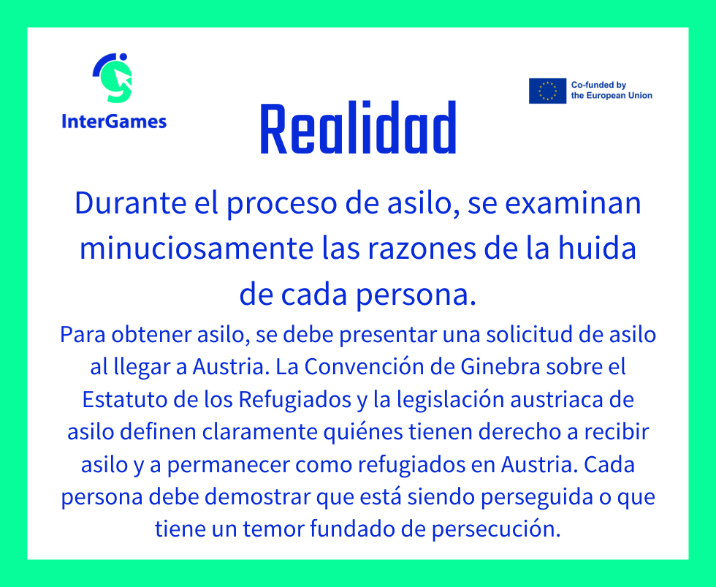 InterGames
Co-funded by
the European Union
Realidad
Durante el proceso de asilo, se examinan
minuciosamente las razones de la huida
de cada persona.
Para obtener asilo, se debe presentar una solicitud de asilo
al llegar a Austria. La Convención de Ginebra sobre el
Estatuto de los Refugiados y la legislación austriaca de
asilo definen claramente quiénes tienen derecho a recibir
asilo y a permanecer como refugiados en Austria. Cada
persona debe demostrar que está siendo perseguida o que
tiene un temor fundado de persecución.